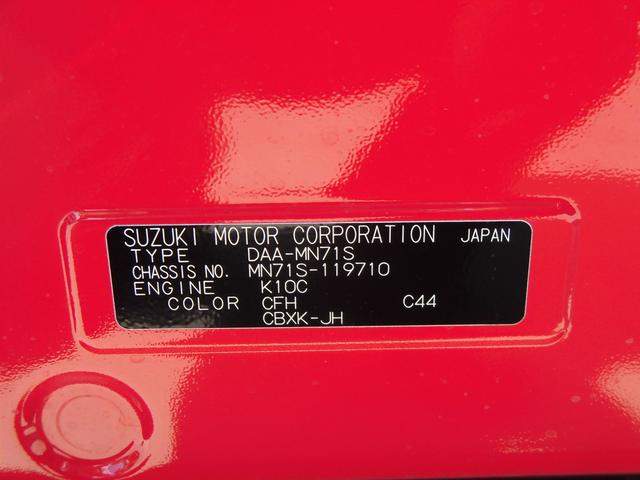 SUZUKI MOTOR CORPORATION JAPAN
TYPE DAA-MN71S
CHASSIS NO. MN71S-119710
ENGINE K10C
COLOR CFH C44
CBXK-JH